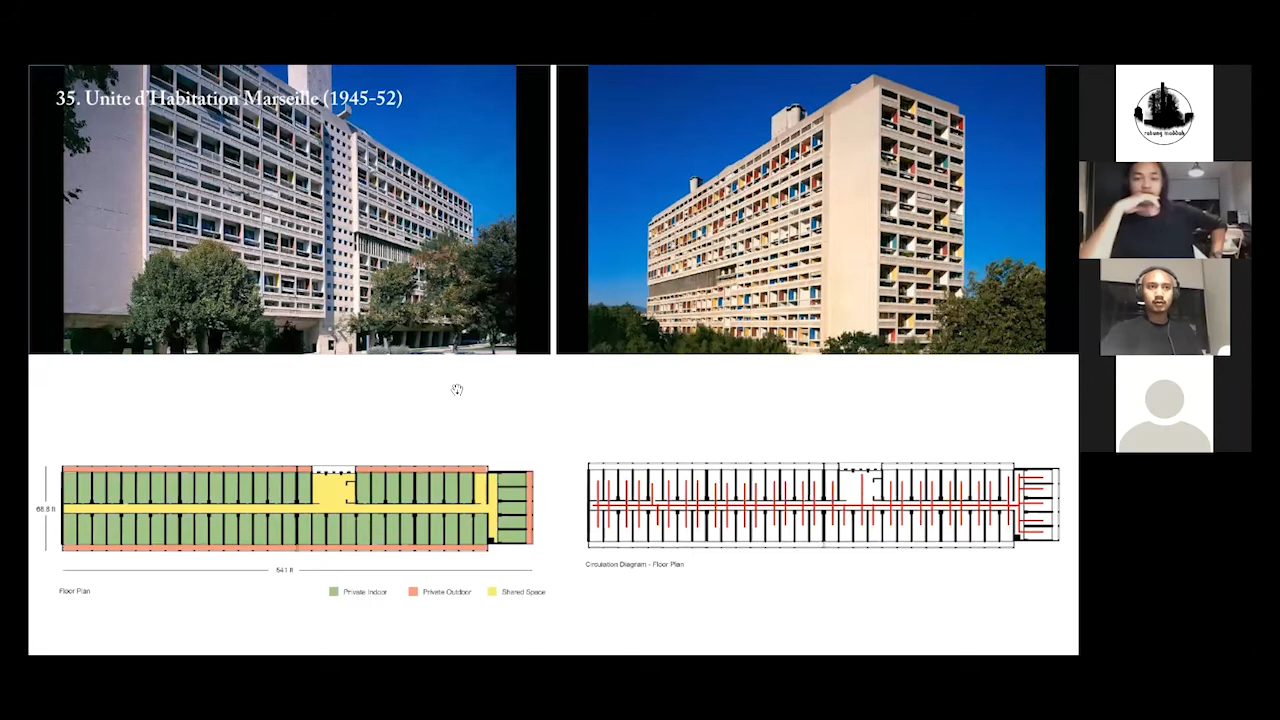 35. Unite d'Habitation Marseille (1945-52)
68.8 ft
541 ft
Floor Plan
Private Indoor
Private Outdoor
Shared Space
Circulation Diagram - Floor Plan